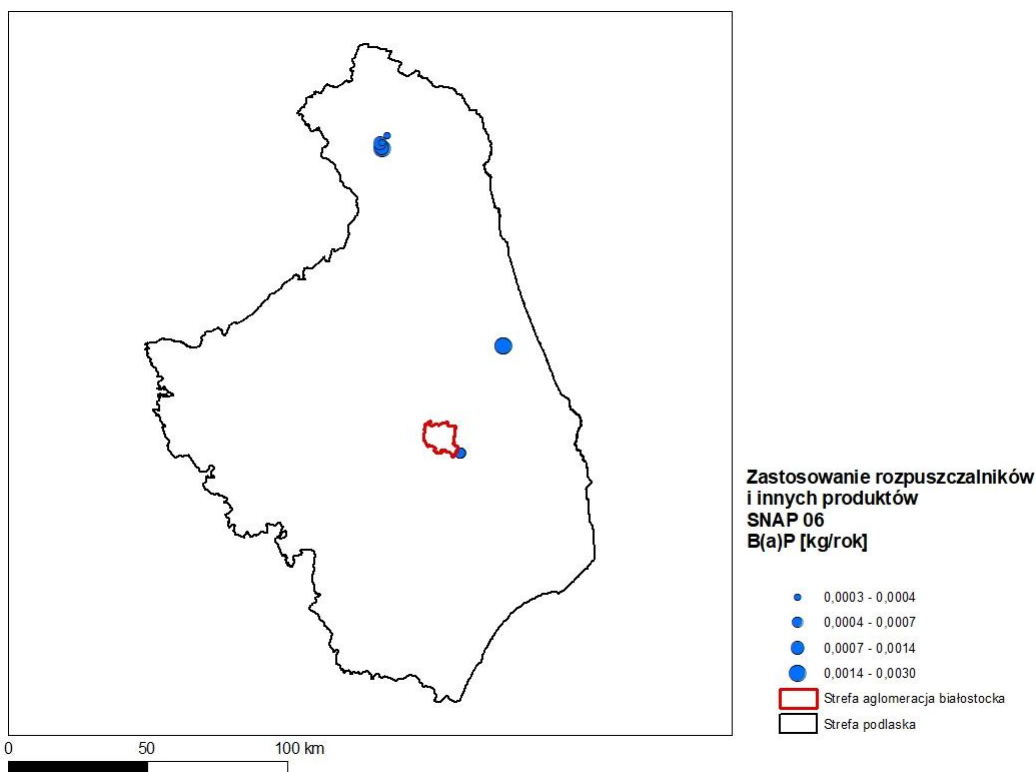 Zastosowanie rozpuszczalników
i innych produktów
SNAP 06
B(a)P [kg/rok]
0,0003 - 0,0004
0,0004 - 0,0007
0,0007 - 0,0014
0,0014 - 0,0030
Strefa aglomeracja białostocka
Strefa podlaska
0 50 100 km